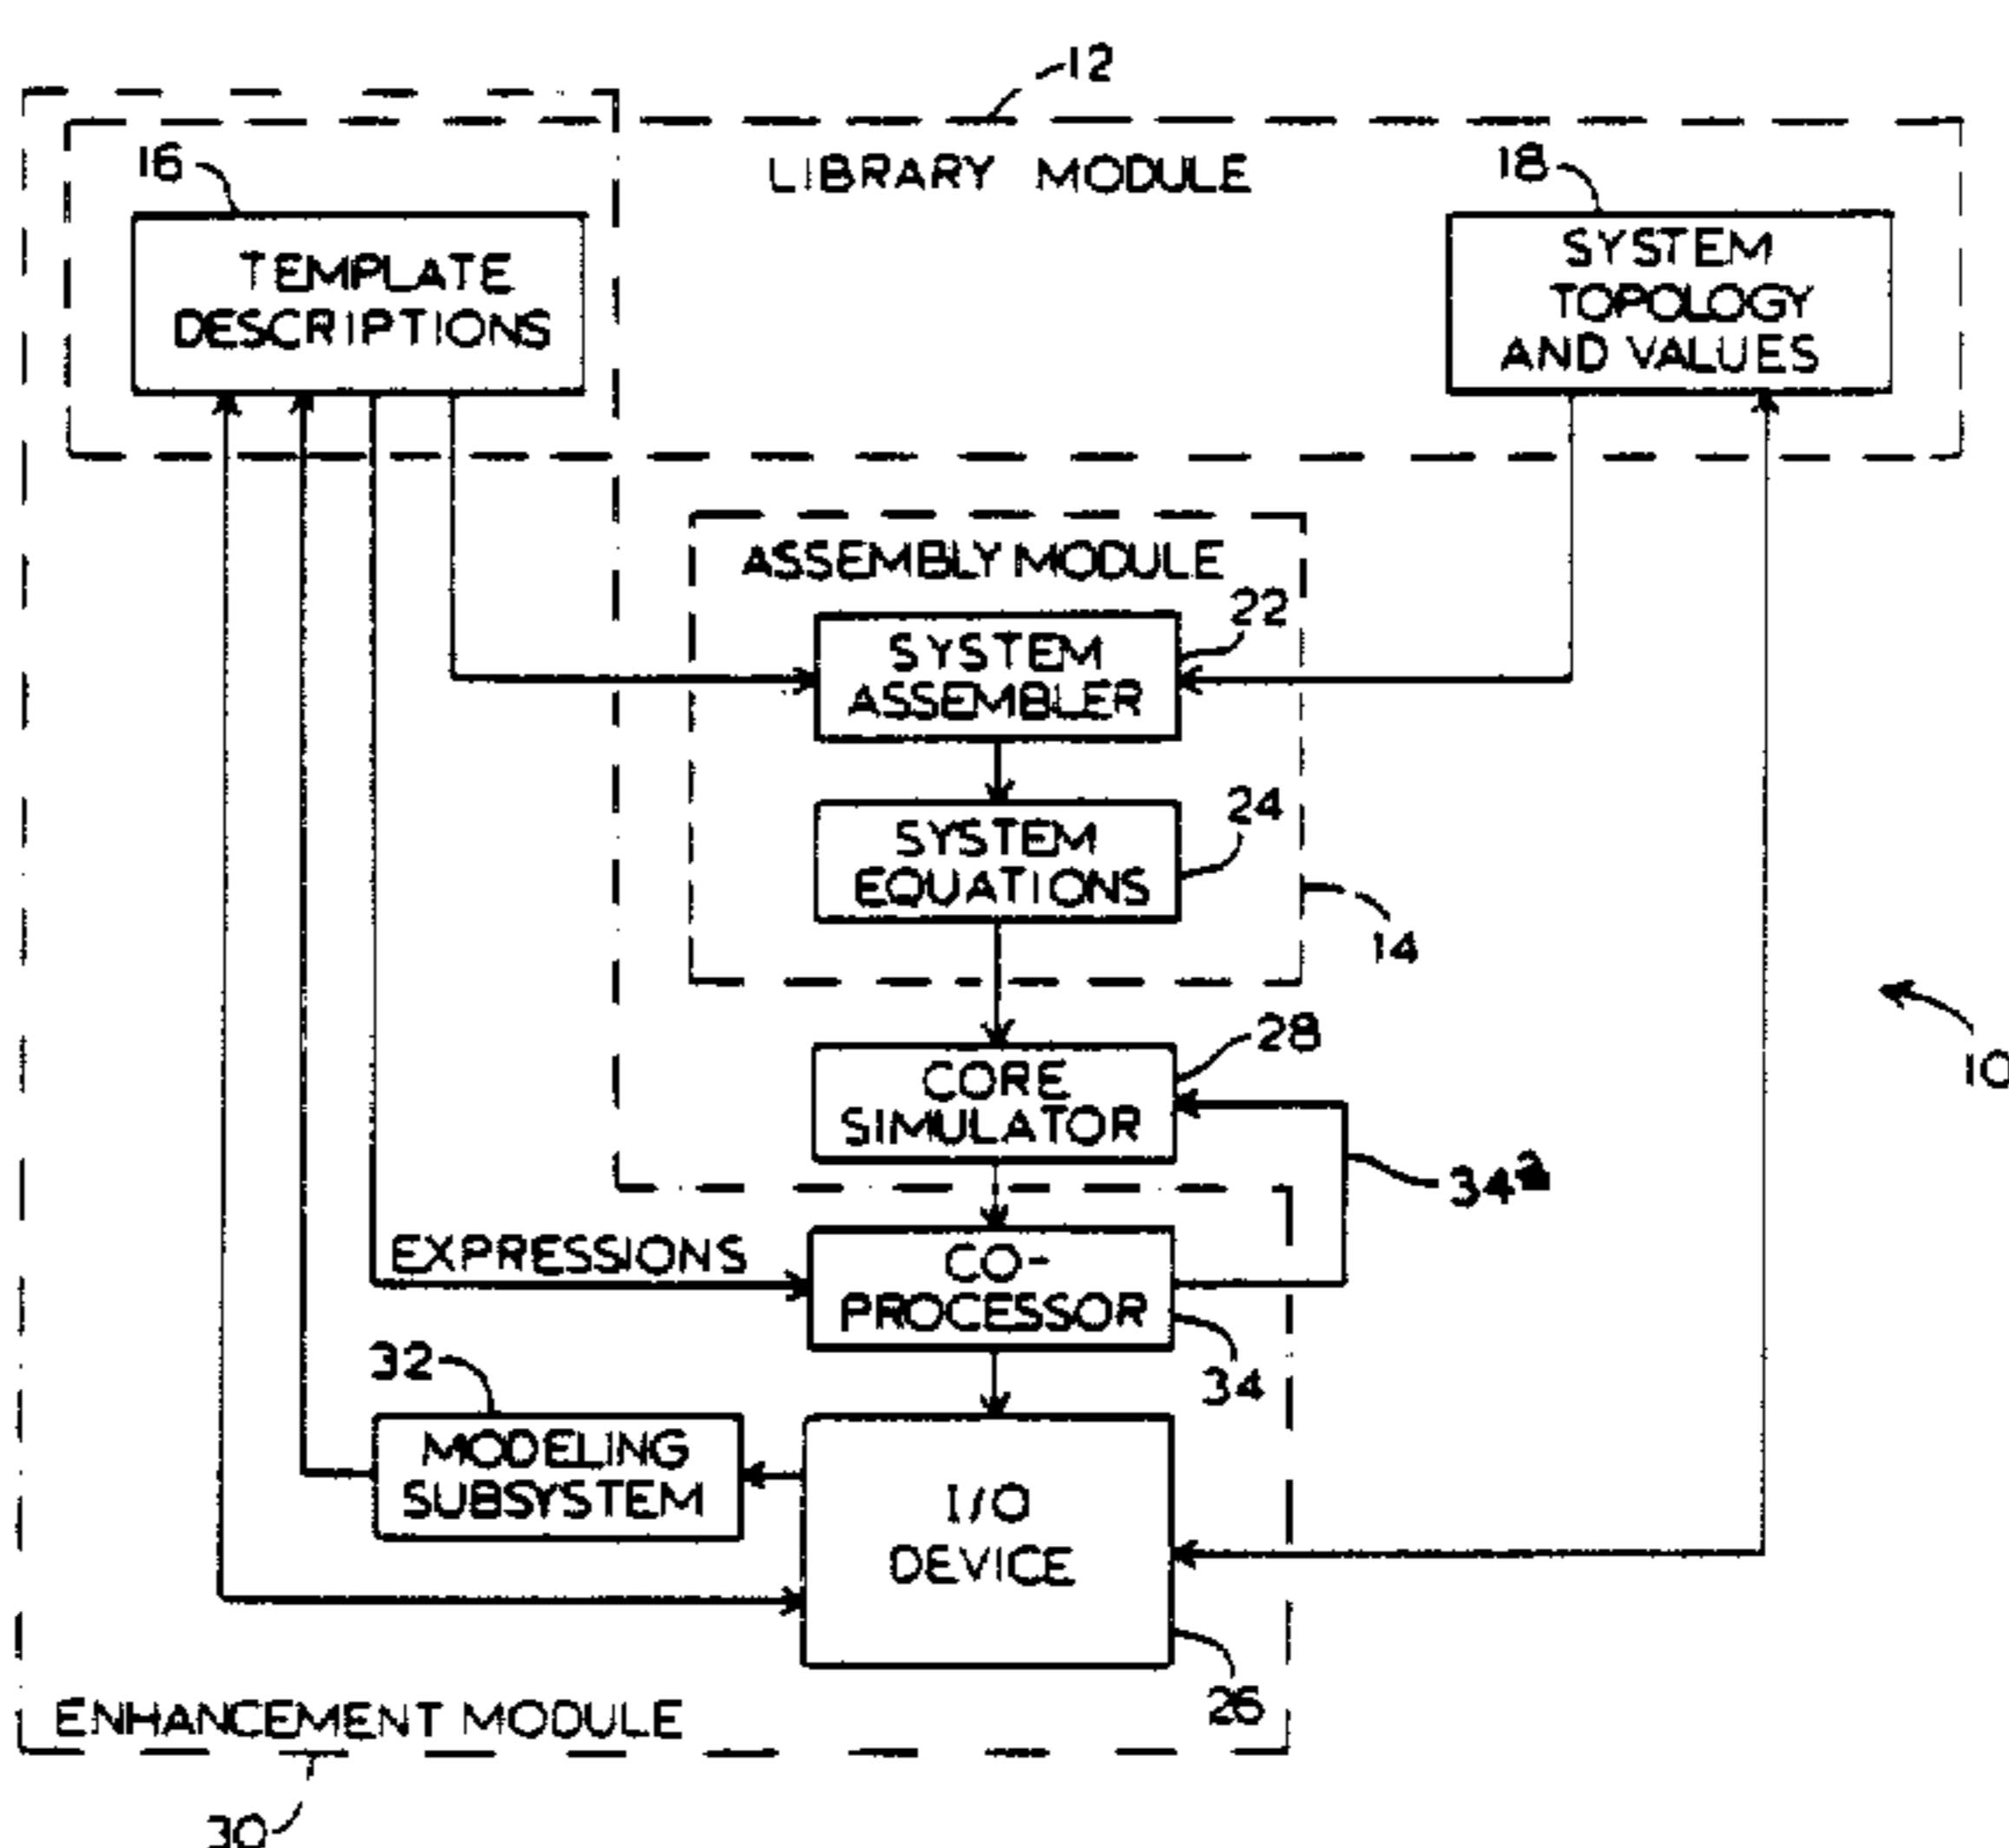 12
16
LIBRARY MODULE
18
TEMPLATE
DESCRIPTIONS
SYSTEM
TOPOLOGY
AND VALUES
ASSEMBLY MODULE
22
SYSTEM
ASSEMBLER
24
SYSTEM
EQUATIONS
14
28
CORE
SIMULATOR
10
34a
EXPRESSIONS
CO-
PROCESSOR
32
34
MODELING
SUBSYSTEM
I/O
DEVICE
26
ENHANCEMENT MODULE
30